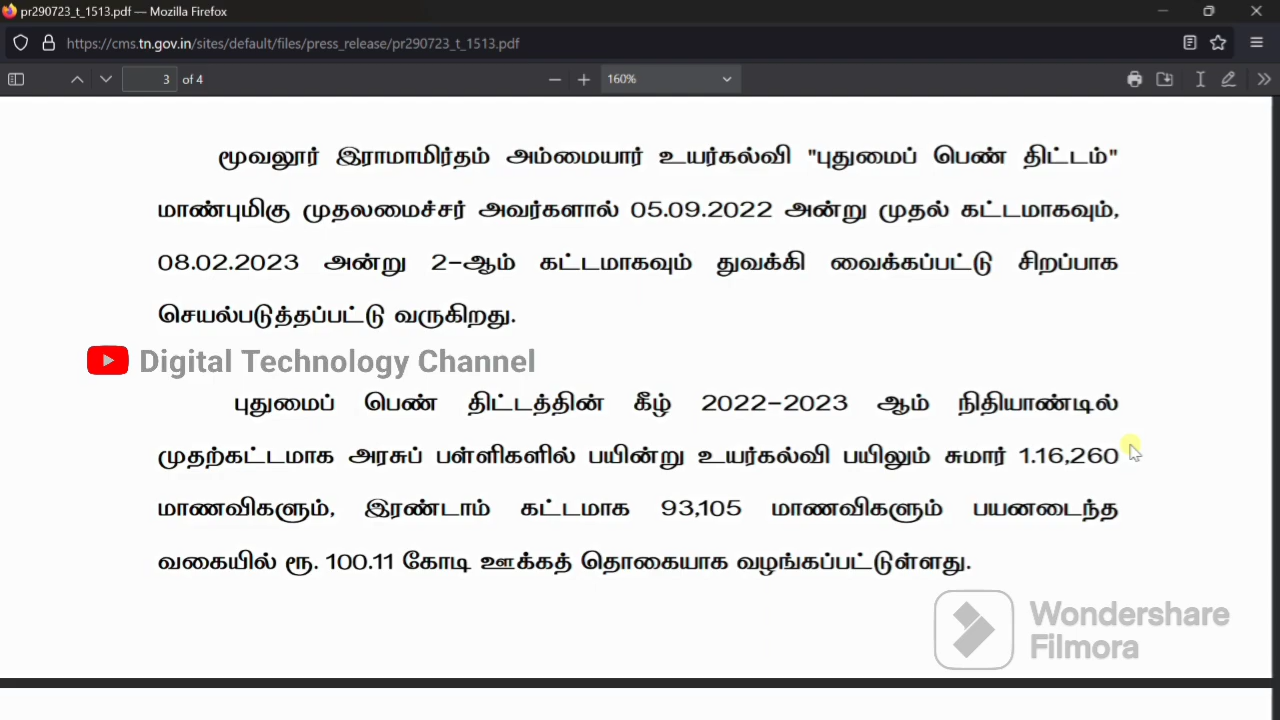 pr290723_t_1513.pdf — Mozilla Firefox
https://cms.tn.gov.in/sites/default/files/press_release/pr290723_t_1513.pdf
3 of 4
160%
மூவலூர் இராமாமிர்தம் அம்மையார் உயர்கல்வி "புதுமைப் பெண் திட்டம்"
மாண்புமிகு முதலமைச்சர் அவர்களால் 05.09.2022 அன்று முதல் கட்டமாகவும்,
08.02.2023 அன்று 2-ஆம் கட்டமாகவும் துவக்கி வைக்கப்பட்டு சிறப்பாக
செயல்படுத்தப்பட்டு வருகிறது.
Digital Technology Channel
புதுமைப் பெண் திட்டத்தின் கீழ் 2022-2023 ஆம் நிதியாண்டில்
முதற்கட்டமாக அரசுப் பள்ளிகளில் பயின்று உயர்கல்வி பயிலும் சுமார் 1.16,260
மாணவிகளும், இரண்டாம் கட்டமாக 93,105 மாணவிகளும் பயனடைந்த
வகையில் ரூ. 100.11 கோடி ஊக்கத் தொகையாக வழங்கப்பட்டுள்ளது.
Wondershare
Filmora